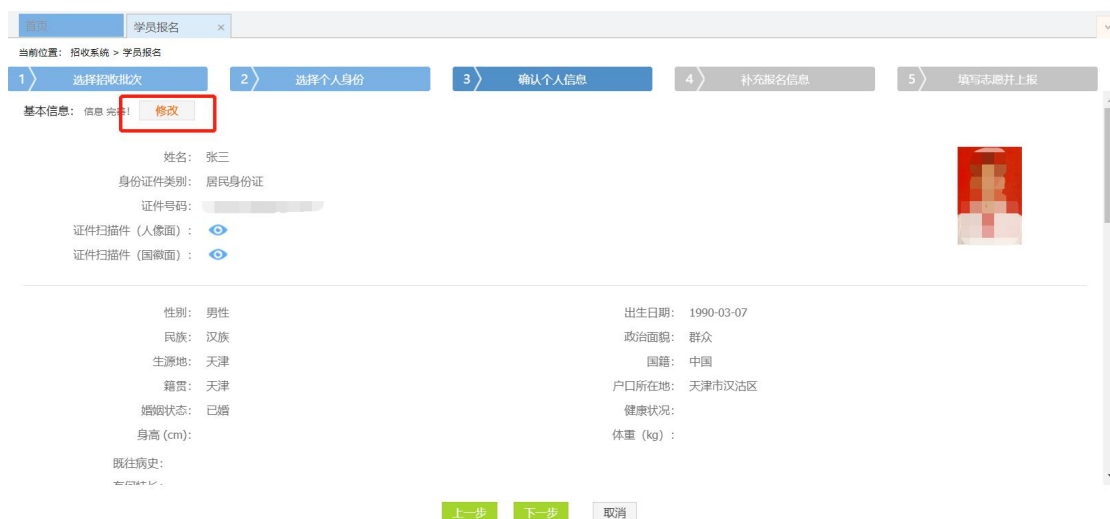 首页 学员报名 ×
当前位置： 招收系统 > 学员报名
1 选择招收批次 2 选择个人身份 3 确认个人信息 4 补充报名信息 5 填写志愿并上报
基本信息： 信息 完善! 修改
姓名： 张三
身份证件类别： 居民身份证
证件号码：
证件扫描件（人像面）：
证件扫描件（国徽面）：
性别： 男性 出生日期： 1990-03-07
民族： 汉族 政治面貌： 群众
生源地： 天津 国籍： 中国
籍贯： 天津 户口所在地： 天津市汉沽区
婚姻状态： 已婚 健康状况：
身高 (cm)： 体重（kg）：
既往病史：
上一步 下一步 取消